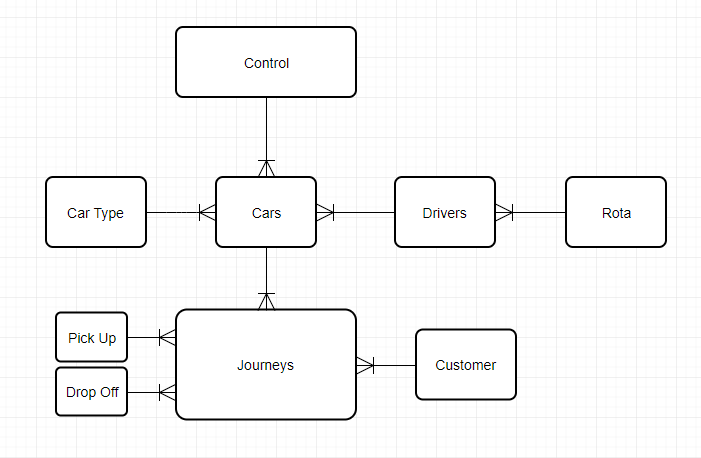 Control
Car Type
Cars
Drivers
Rota
Pick Up
Journeys
Customer
Drop Off